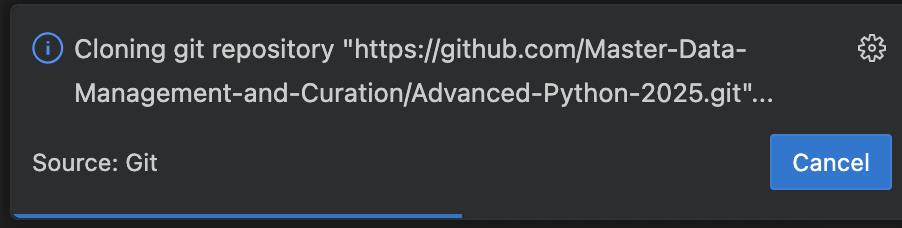 Cloning git repository "https://github.com/Master-Data-
Management-and-Curation/Advanced-Python-2025.git"...
Source: Git
Cancel